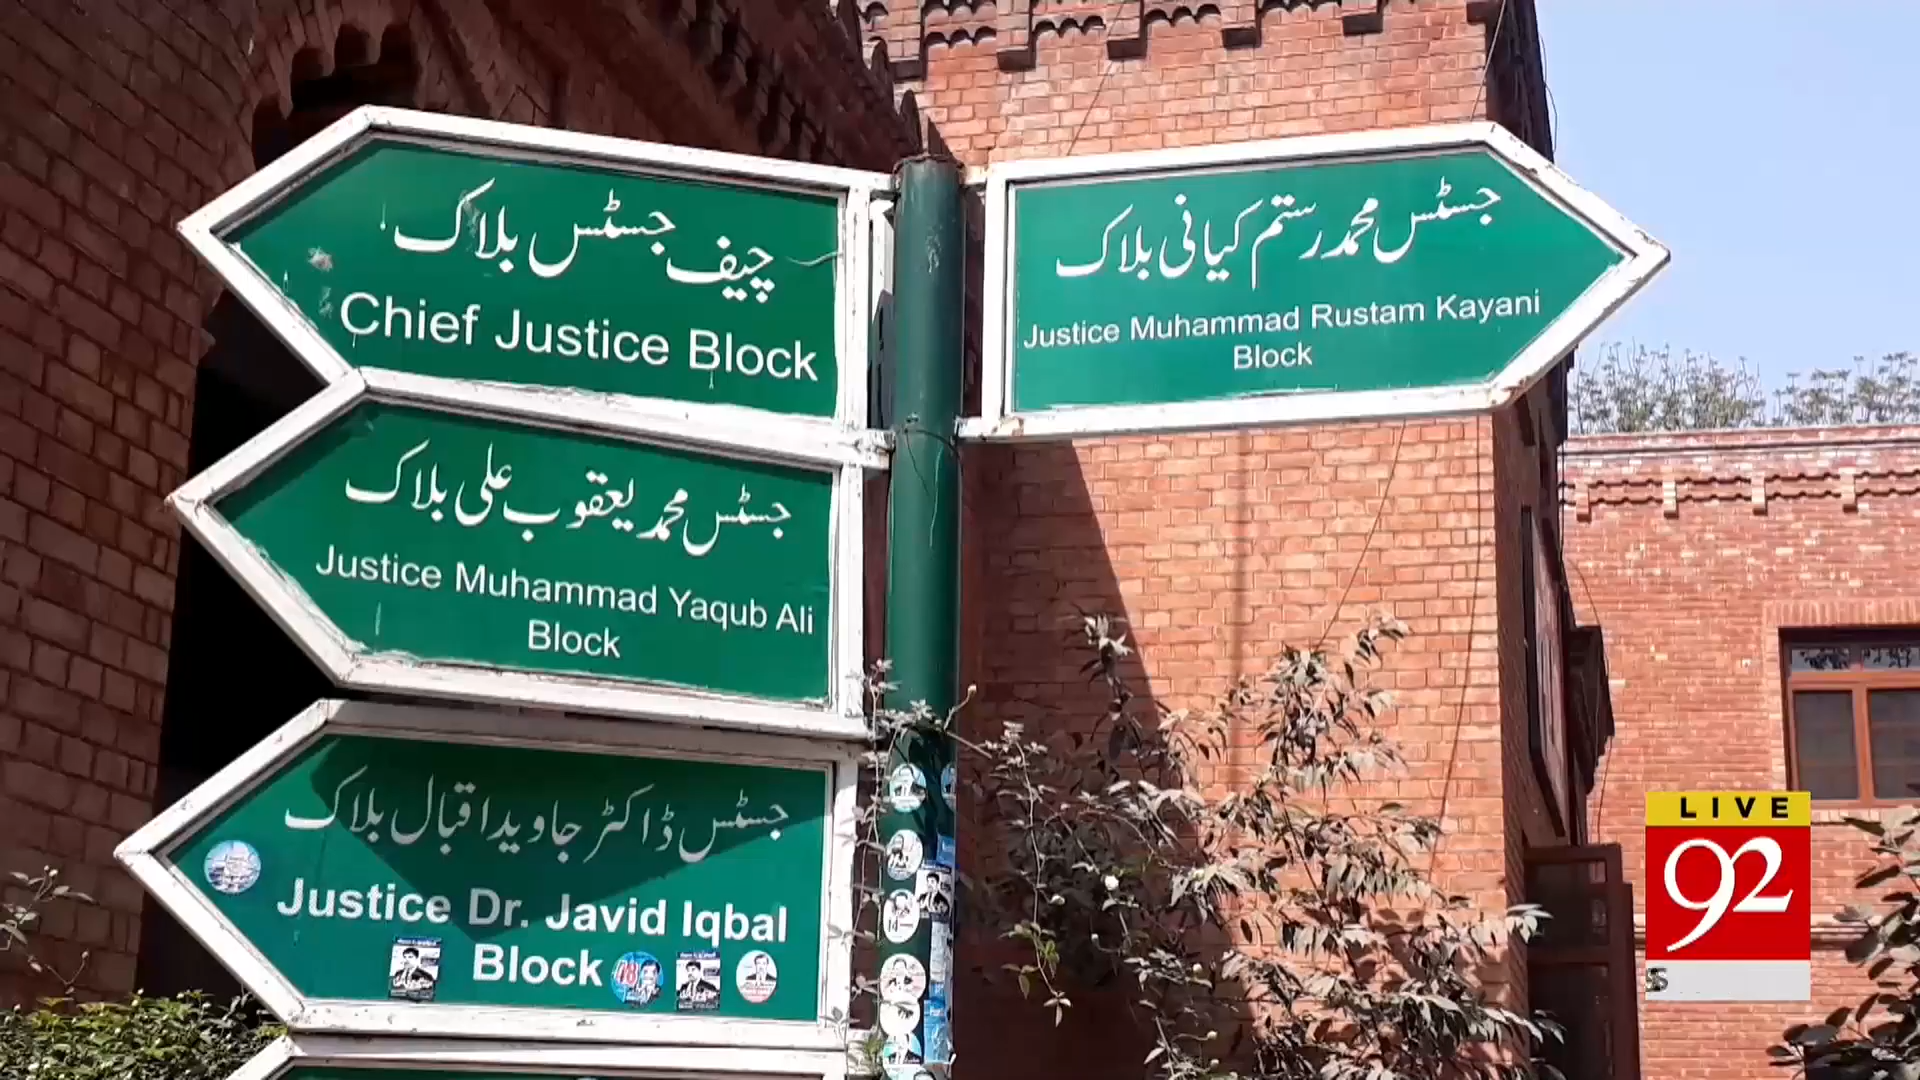 چیف جسٹس بلاک
Chief Justice Block
جسٹس محمد رستم کیانی بلاک
Justice Muhammad Rustam Kayani
Block
جسٹس محمد یعقوب علی بلاک
Justice Muhammad Yaqub Ali
Block
جسٹس ڈاکٹر جاوید اقبال بلاک
Justice Dr. Javid Iqbal
Block
LIVE
92